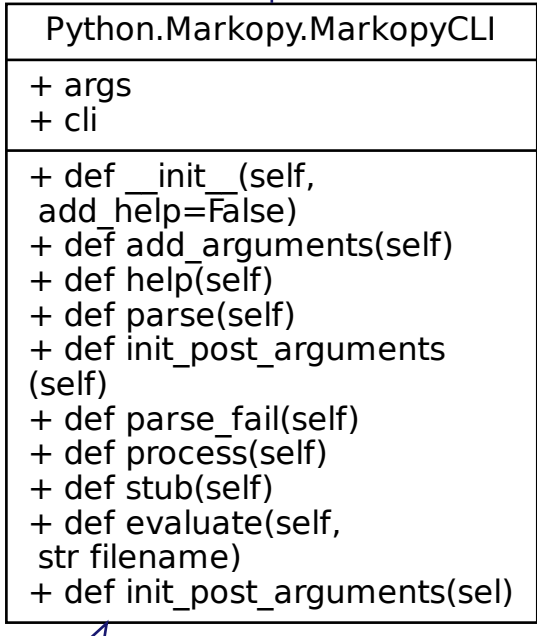 Python.Markopy.MarkopyCLI
+ args
+ cli
+ def __init__(self,
add_help=False)
+ def add_arguments(self)
+ def help(self)
+ def parse(self)
+ def init_post_arguments
(self)
+ def parse_fail(self)
+ def process(self)
+ def stub(self)
+ def evaluate(self,
str filename)
+ def init_post_arguments(sel)